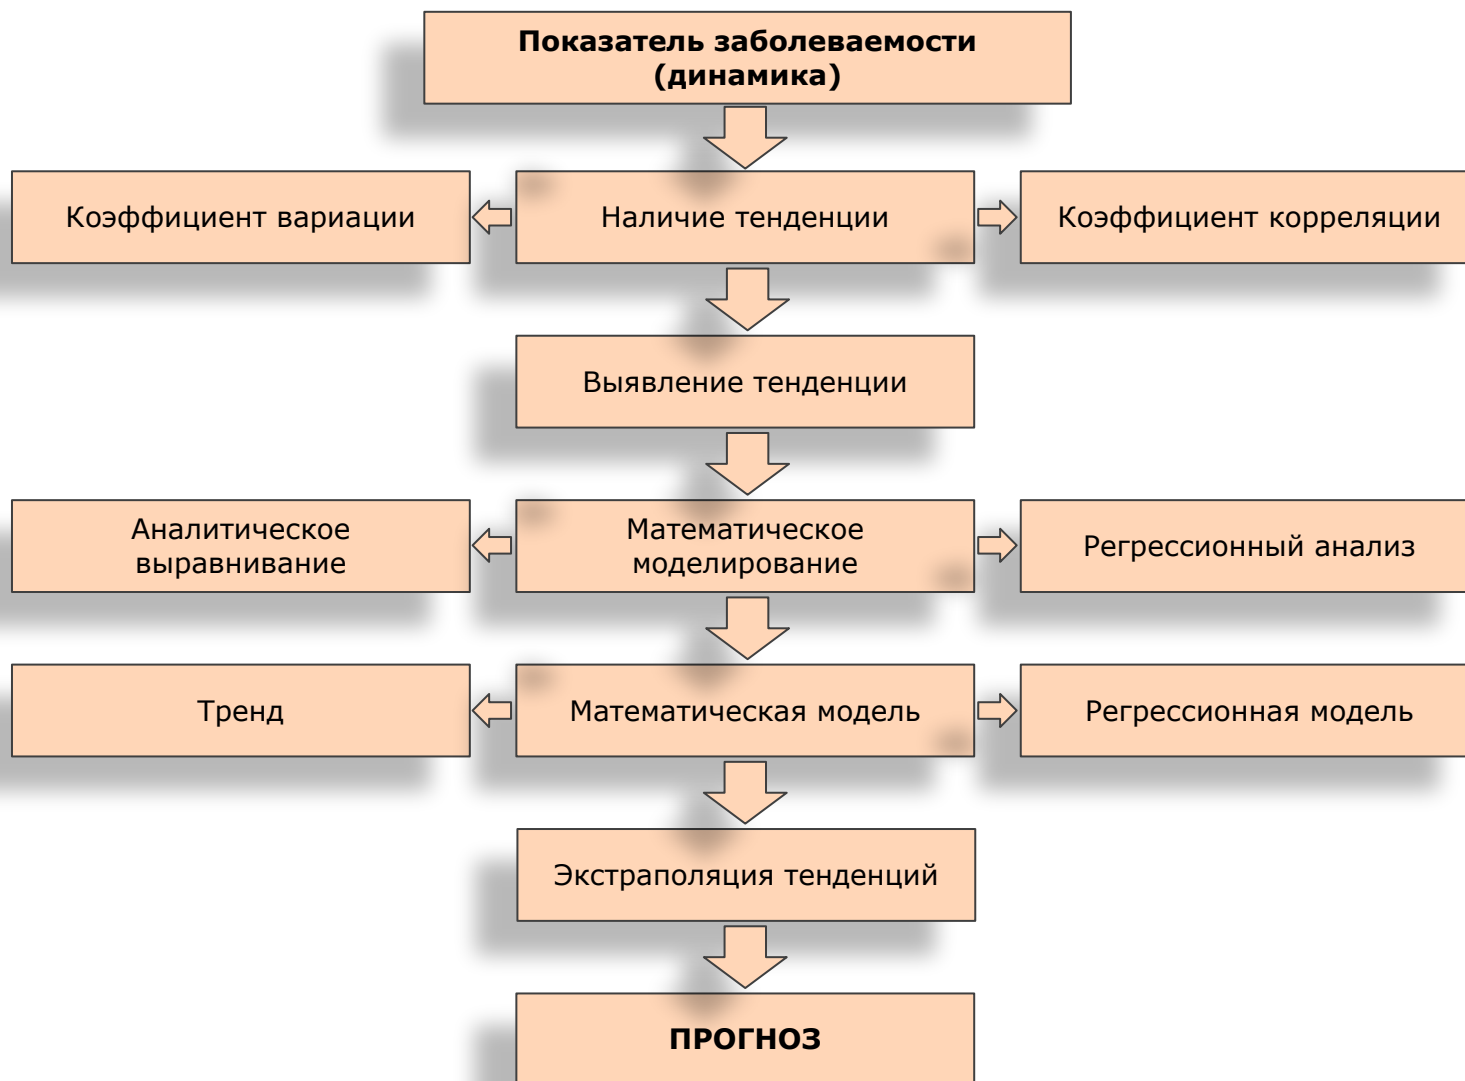 Показатель заболеваемости
(динамика)
Коэффициент вариации
Наличие тенденции
Коэффициент корреляции
Выявление тенденции
Аналитическое
выравнивание
Математическое
моделирование
Регрессионный анализ
Тренд
Математическая модель
Регрессионная модель
Экстраполяция тенденций
ПРОГНОЗ